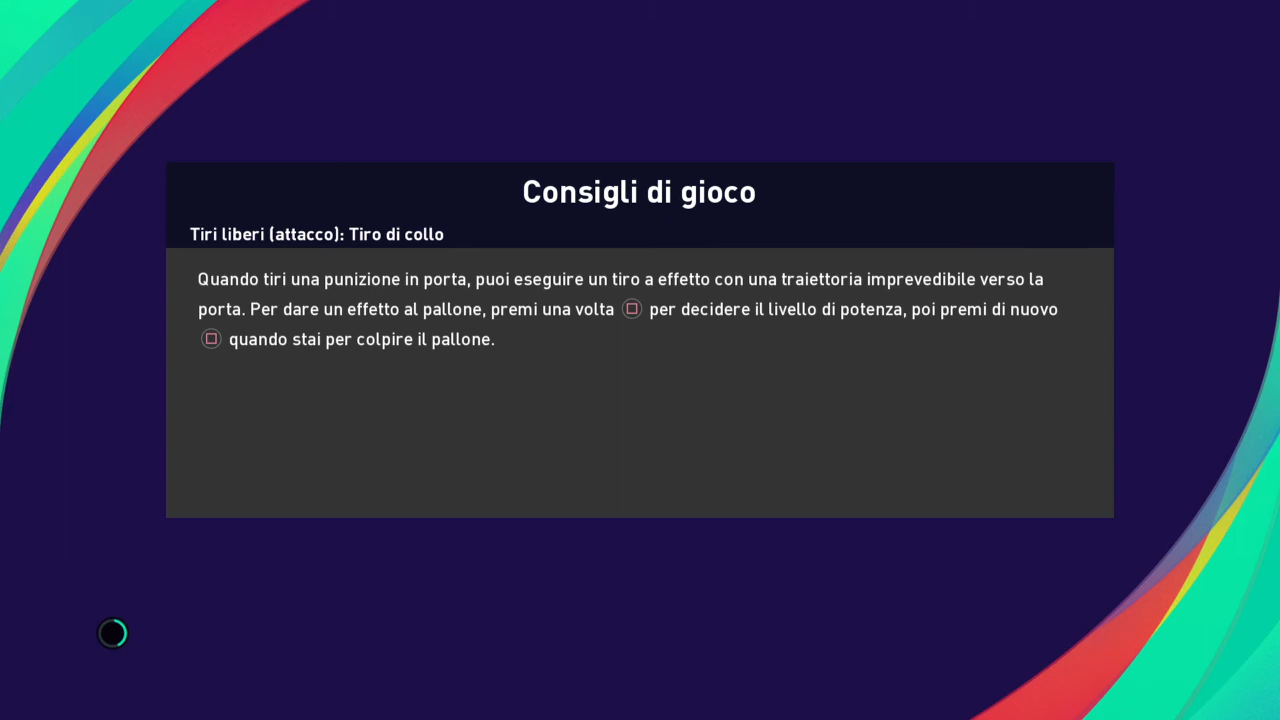 Consigli di gioco
Tiri liberi (attacco): Tiro di collo
Quando tiri una punizione in porta, puoi eseguire un tiro a effetto con una traiettoria imprevedibile verso la
porta. Per dare un effetto al pallone, premi una volta □ per decidere il livello di potenza, poi premi di nuovo
□ quando stai per colpire il pallone.